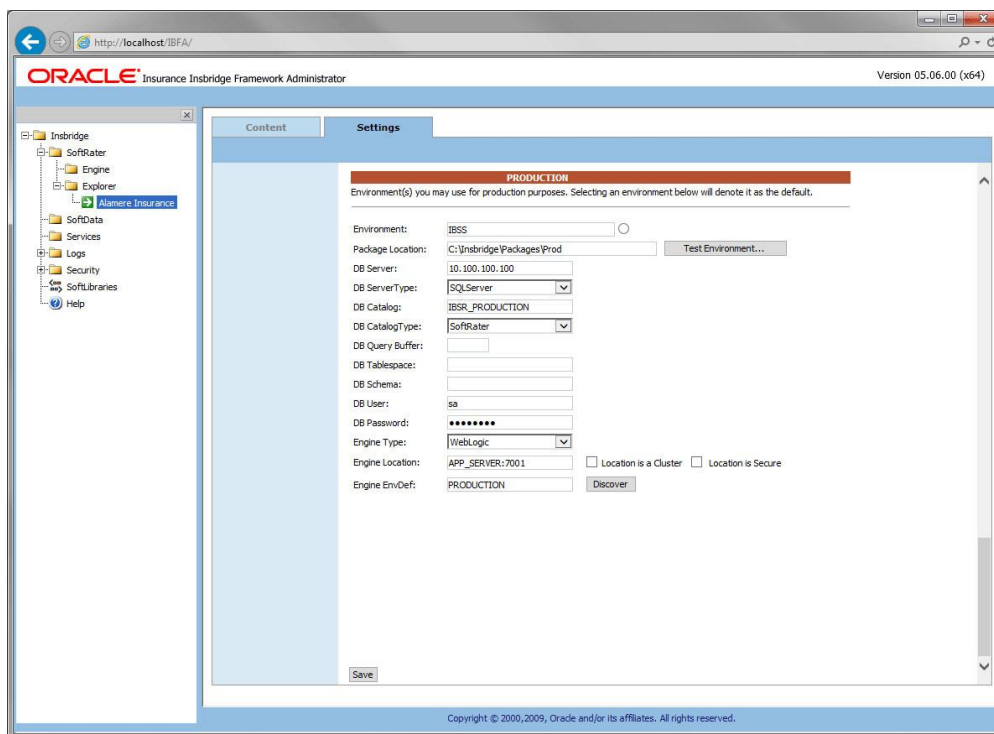 http://localhost/IBFA/
ORACLE Insurance Insbridge Framework Administrator
Version 05.06.00 (x64)
Insbridge
SoftRater
Engine
Explorer
Alamere Insurance
SoftData
Services
Logs
Security
SoftLibraries
Help
Content
Settings
PRODUCTION
Environment(s) you may use for production purposes. Selecting an environment below will denote it as the default.
Environment: IBSS
Package Location: C:\Insbridge\Packages\Prod Test Environment...
DB Server: 10.100.100.100
DB ServerType: SQLServer
DB Catalog: IBSR_PRODUCTION
DB CatalogType: SoftRater
DB Query Buffer:
DB Tablespace:
DB Schema:
DB User: sa
DB Password: ●●●●●●●●
Engine Type: WebLogic
Engine Location: APP_SERVER:7001 Location is a Cluster Location is Secure
Engine EnvDef: PRODUCTION Discover
Save
Copyright © 2000,2009, Oracle and/or its affiliates. All rights reserved.